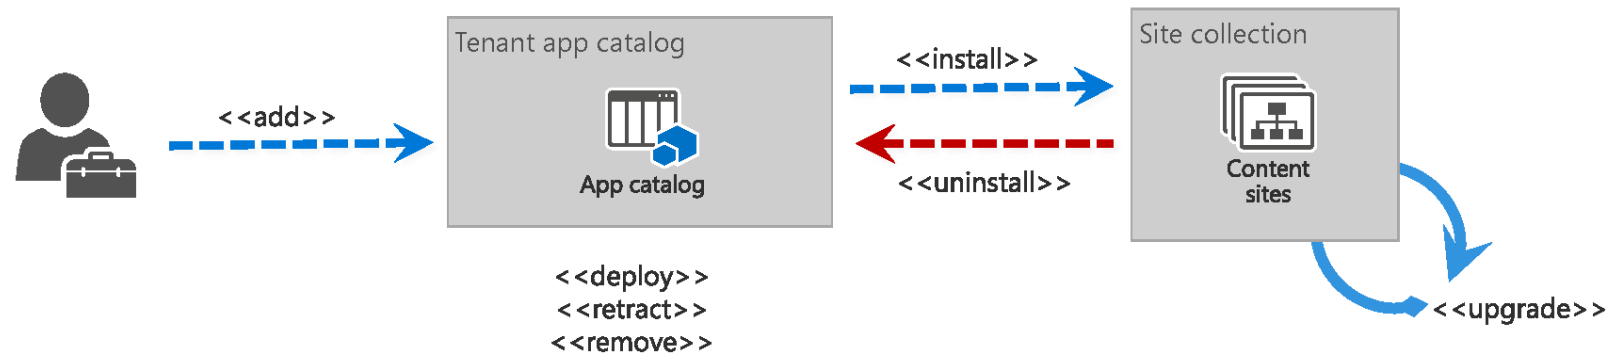 <<add>>
Tenant app catalog
App catalog
<<deploy>>
<<retract>>
<<remove>>
<<install>>
<<uninstall>>
Site collection
Content
sites
<<upgrade>>